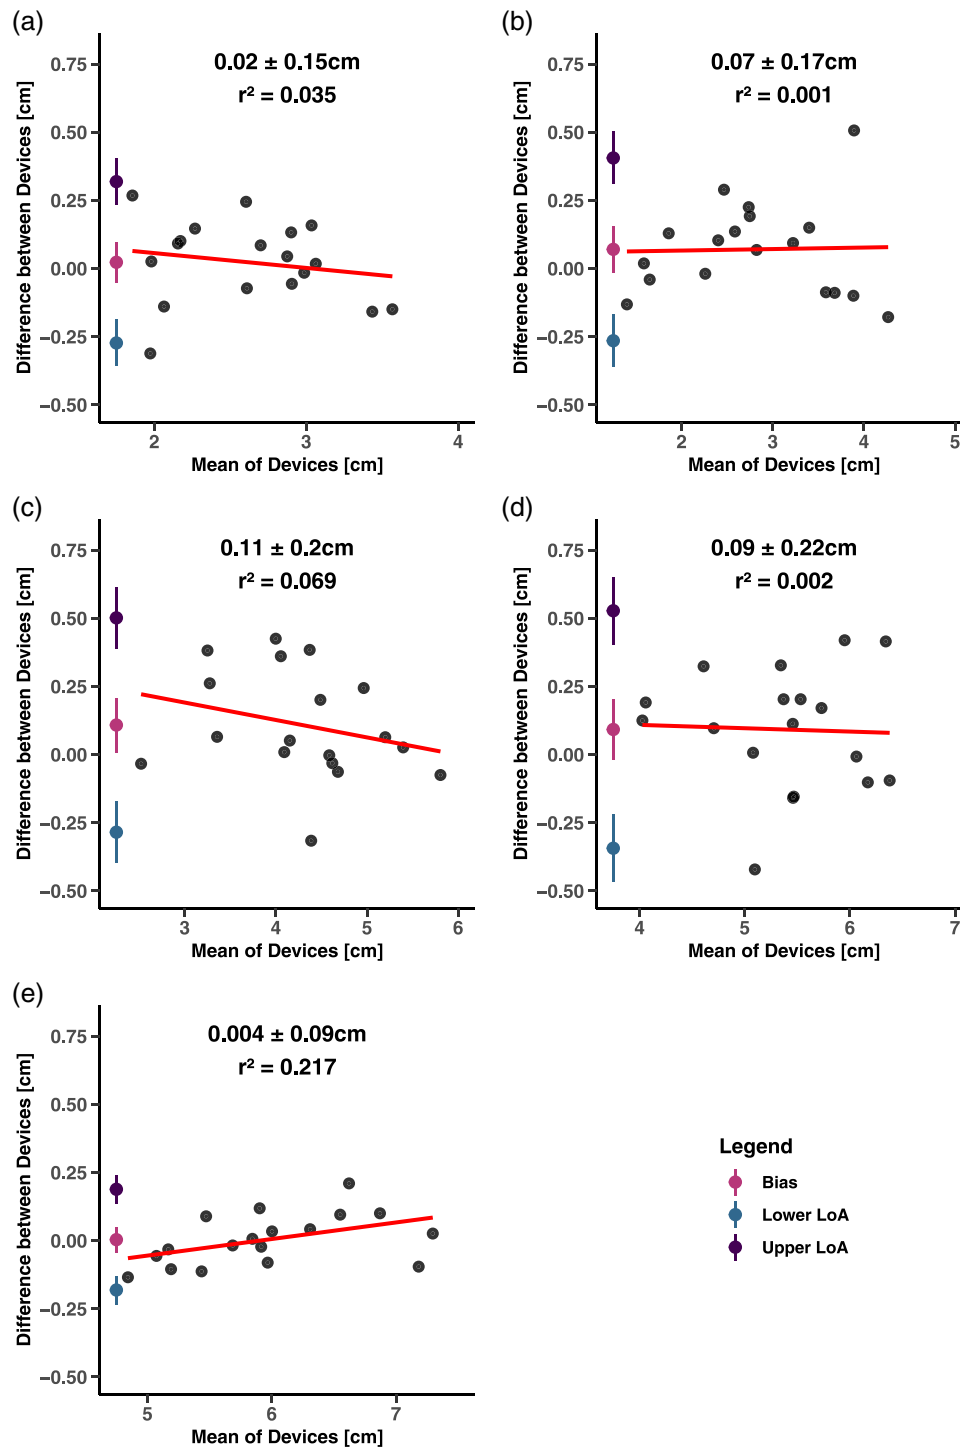 (a)
0.02 ± 0.15cm
r² = 0.035
Difference between Devices [cm]
0.75
0.50
0.25
0.00
−0.25
−0.50
2 3 4
Mean of Devices [cm]
(b)
0.07 ± 0.17cm
r² = 0.001
Difference between Devices [cm]
0.75
0.50
0.25
0.00
−0.25
−0.50
2 3 4 5
Mean of Devices [cm]
(c)
0.11 ± 0.2cm
r² = 0.069
Difference between Devices [cm]
0.75
0.50
0.25
0.00
−0.25
−0.50
3 4 5 6
Mean of Devices [cm]
(d)
0.09 ± 0.22cm
r² = 0.002
Difference between Devices [cm]
0.75
0.50
0.25
0.00
−0.25
−0.50
4 5 6 7
Mean of Devices [cm]
(e)
0.004 ± 0.09cm
r² = 0.217
Difference between Devices [cm]
0.75
0.50
0.25
0.00
−0.25
−0.50
5 6 7
Mean of Devices [cm]
Legend
Bias
Lower LoA
Upper LoA